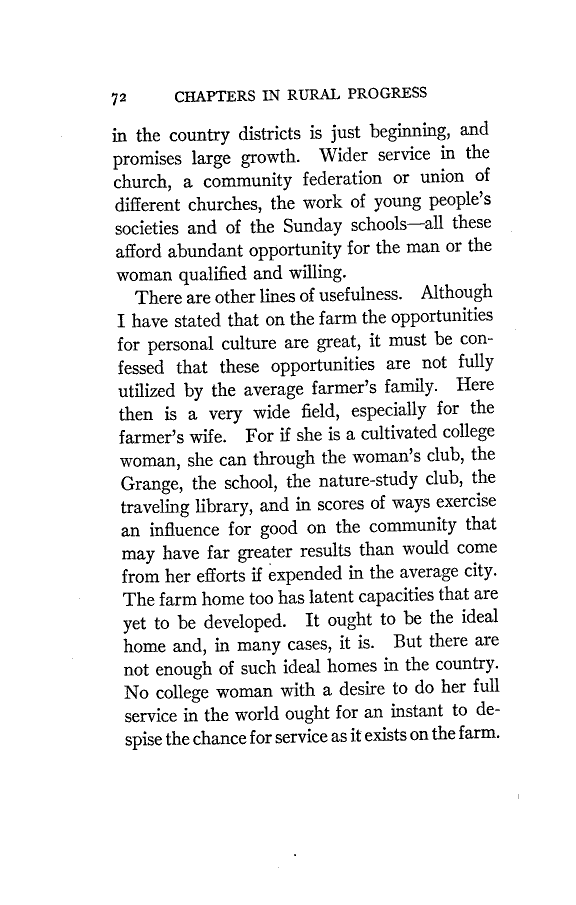 72 CHAPTERS IN RURAL PROGRESS
in the country districts is just beginning, and
promises large growth. Wider service in the
church, a community federation or union of
different churches, the work of young people's
societies and of the Sunday schools—all these
afford abundant opportunity for the man or the
woman qualified and willing.
There are other lines of usefulness. Although
I have stated that on the farm the opportunities
for personal culture are great, it must be con-
fessed that these opportunities are not fully
utilized by the average farmer's family. Here
then is a very wide field, especially for the
farmer's wife. For if she is a cultivated college
woman, she can through the woman's club, the
Grange, the school, the nature-study club, the
traveling library, and in scores of ways exercise
an influence for good on the community that
may have far greater results than would come
from her efforts if expended in the average city.
The farm home too has latent capacities that are
yet to be developed. It ought to be the ideal
home and, in many cases, it is. But there are
not enough of such ideal homes in the country.
No college woman with a desire to do her full
service in the world ought for an instant to de-
spise the chance for service as it exists on the farm.